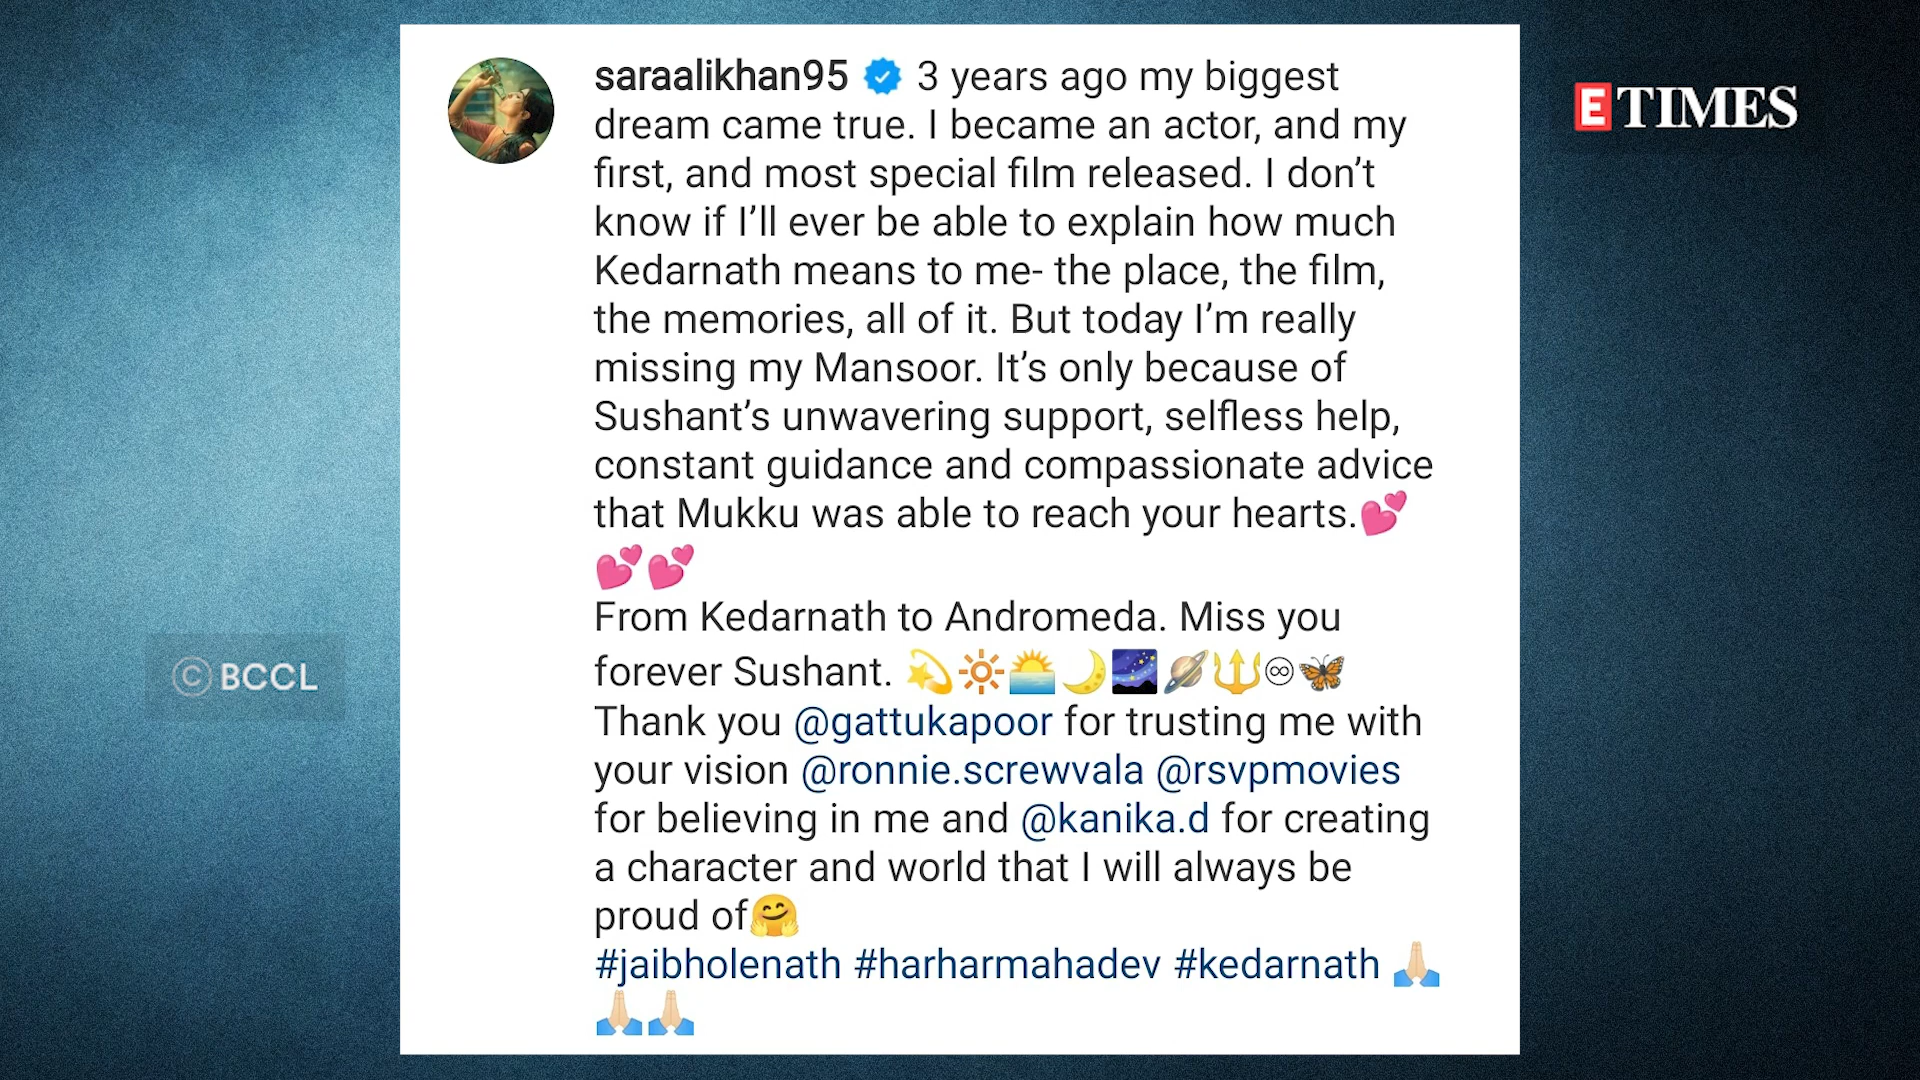 saraalikhan95 3 years ago my biggest
dream came true. I became an actor, and my
first, and most special film released. I don’t
know if I’ll ever be able to explain how much
Kedarnath means to me- the place, the film,
the memories, all of it. But today I’m really
missing my Mansoor. It’s only because of
Sushant’s unwavering support, selfless help,
constant guidance and compassionate advice
that Mukku was able to reach your hearts.💕
💕💕
From Kedarnath to Andromeda. Miss you
forever Sushant. 💫🔆🌅🌙🌌🪐🔱♾🦋
Thank you @gattukapoor for trusting me with
your vision @ronnie.screwvala @rsvpmovies
for believing in me and @kanika.d for creating
a character and world that I will always be
proud of🤗
#jaibholenath #harharmahadev #kedarnath 🙏🏻
🙏🏻🙏🏻
E TIMES
© BCCL